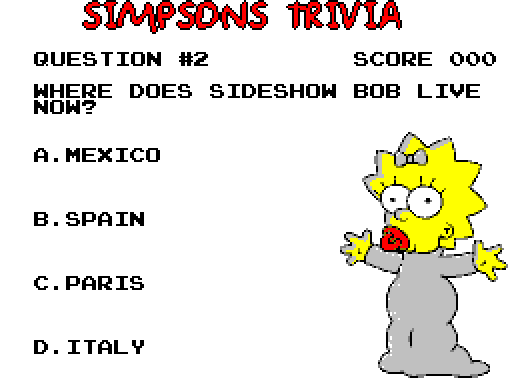 SIMPSONS TRIVIA
QUESTION #2 SCORE 000
WHERE DOES SIDESHOW BOB LIVE
NOW?
A.MEXICO
B.SPAIN
C.PARIS
D.ITALY